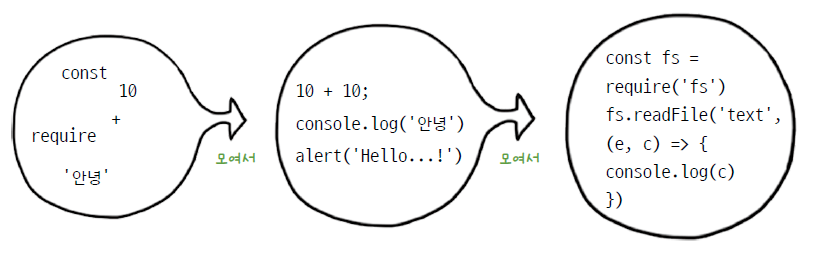 const
10
+
require
'안녕'
모여서
10 + 10;
console.log('안녕')
alert('Hello...!')
모여서
const fs =
require('fs')
fs.readFile('text',
(e, c) => {
console.log(c)
})